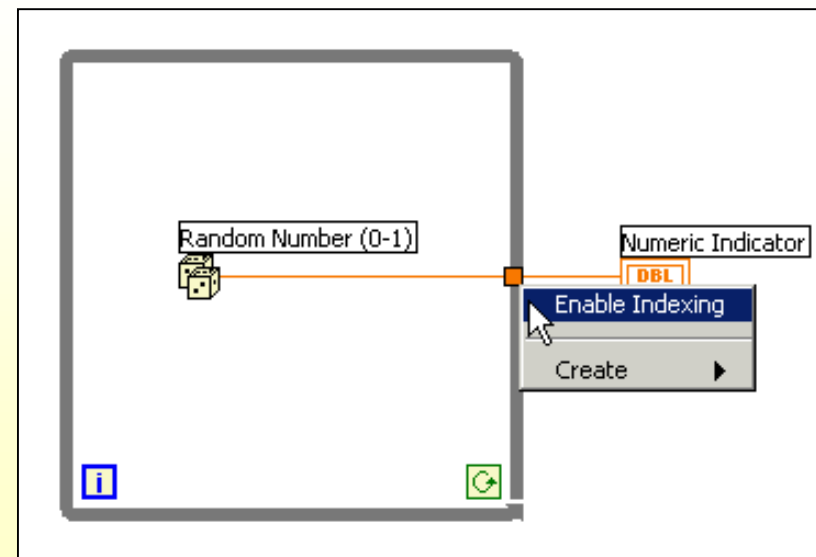 Random Number (0-1)
Numeric Indicator
DBL
Enable Indexing
Create
i